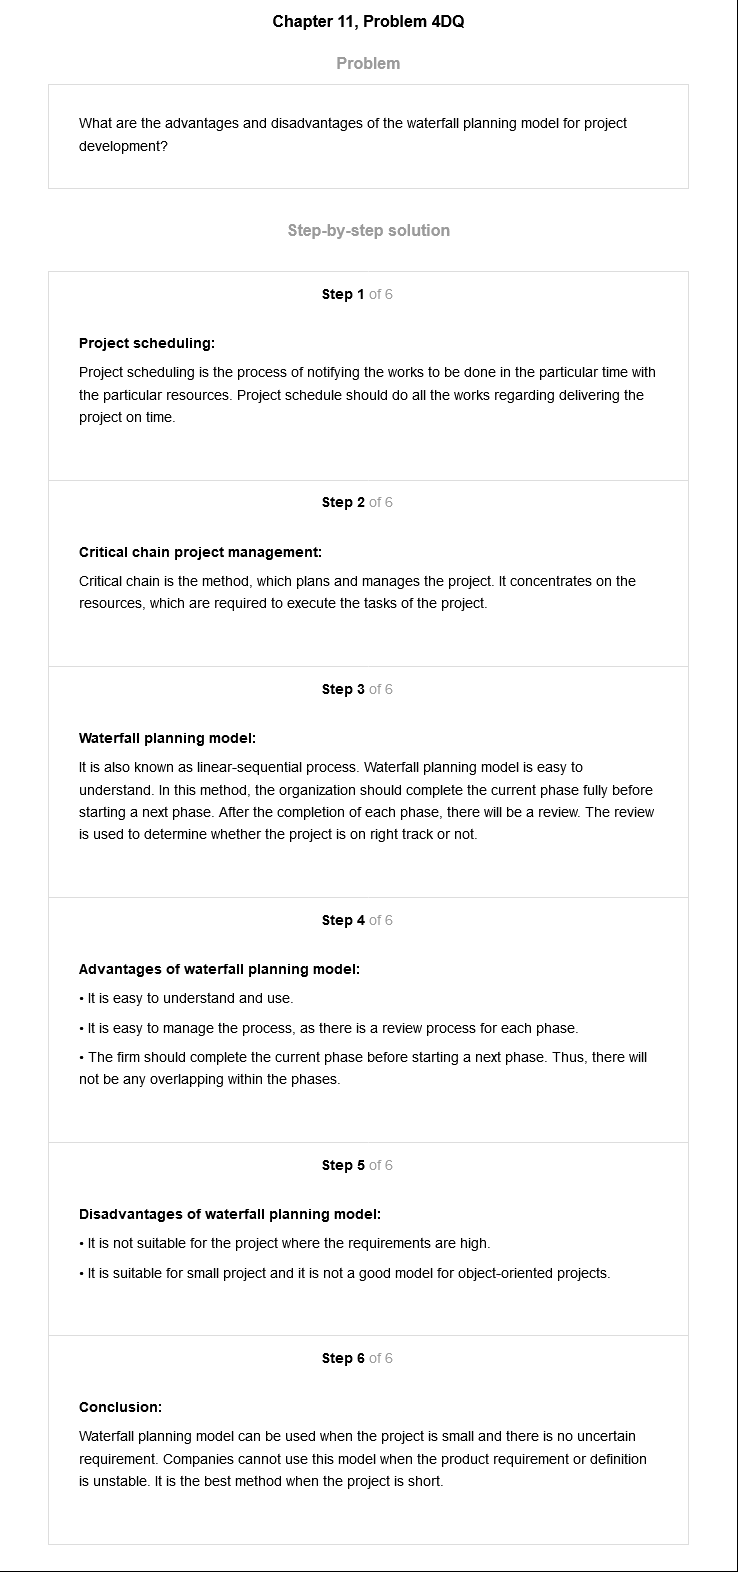 Chapter 11, Problem 4DQ
Problem
What are the advantages and disadvantages of the waterfall planning model for project
development?
Step-by-step solution
Step 1 of 6
Project scheduling:
Project scheduling is the process of notifying the works to be done in the particular time with
the particular resources. Project schedule should do all the works regarding delivering the
project on time.
Step 2 of 6
Critical chain project management:
Critical chain is the method, which plans and manages the project. It concentrates on the
resources, which are required to execute the tasks of the project.
Step 3 of 6
Waterfall planning model:
It is also known as linear-sequential process. Waterfall planning model is easy to
understand. In this method, the organization should complete the current phase fully before
starting a next phase. After the completion of each phase, there will be a review. The review
is used to determine whether the project is on right track or not.
Step 4 of 6
Advantages of waterfall planning model:
• It is easy to understand and use.
• It is easy to manage the process, as there is a review process for each phase.
• The firm should complete the current phase before starting a next phase. Thus, there will
not be any overlapping within the phases.
Step 5 of 6
Disadvantages of waterfall planning model:
• It is not suitable for the project where the requirements are high.
• It is suitable for small project and it is not a good model for object-oriented projects.
Step 6 of 6
Conclusion:
Waterfall planning model can be used when the project is small and there is no uncertain
requirement. Companies cannot use this model when the product requirement or definition
is unstable. It is the best method when the project is short.